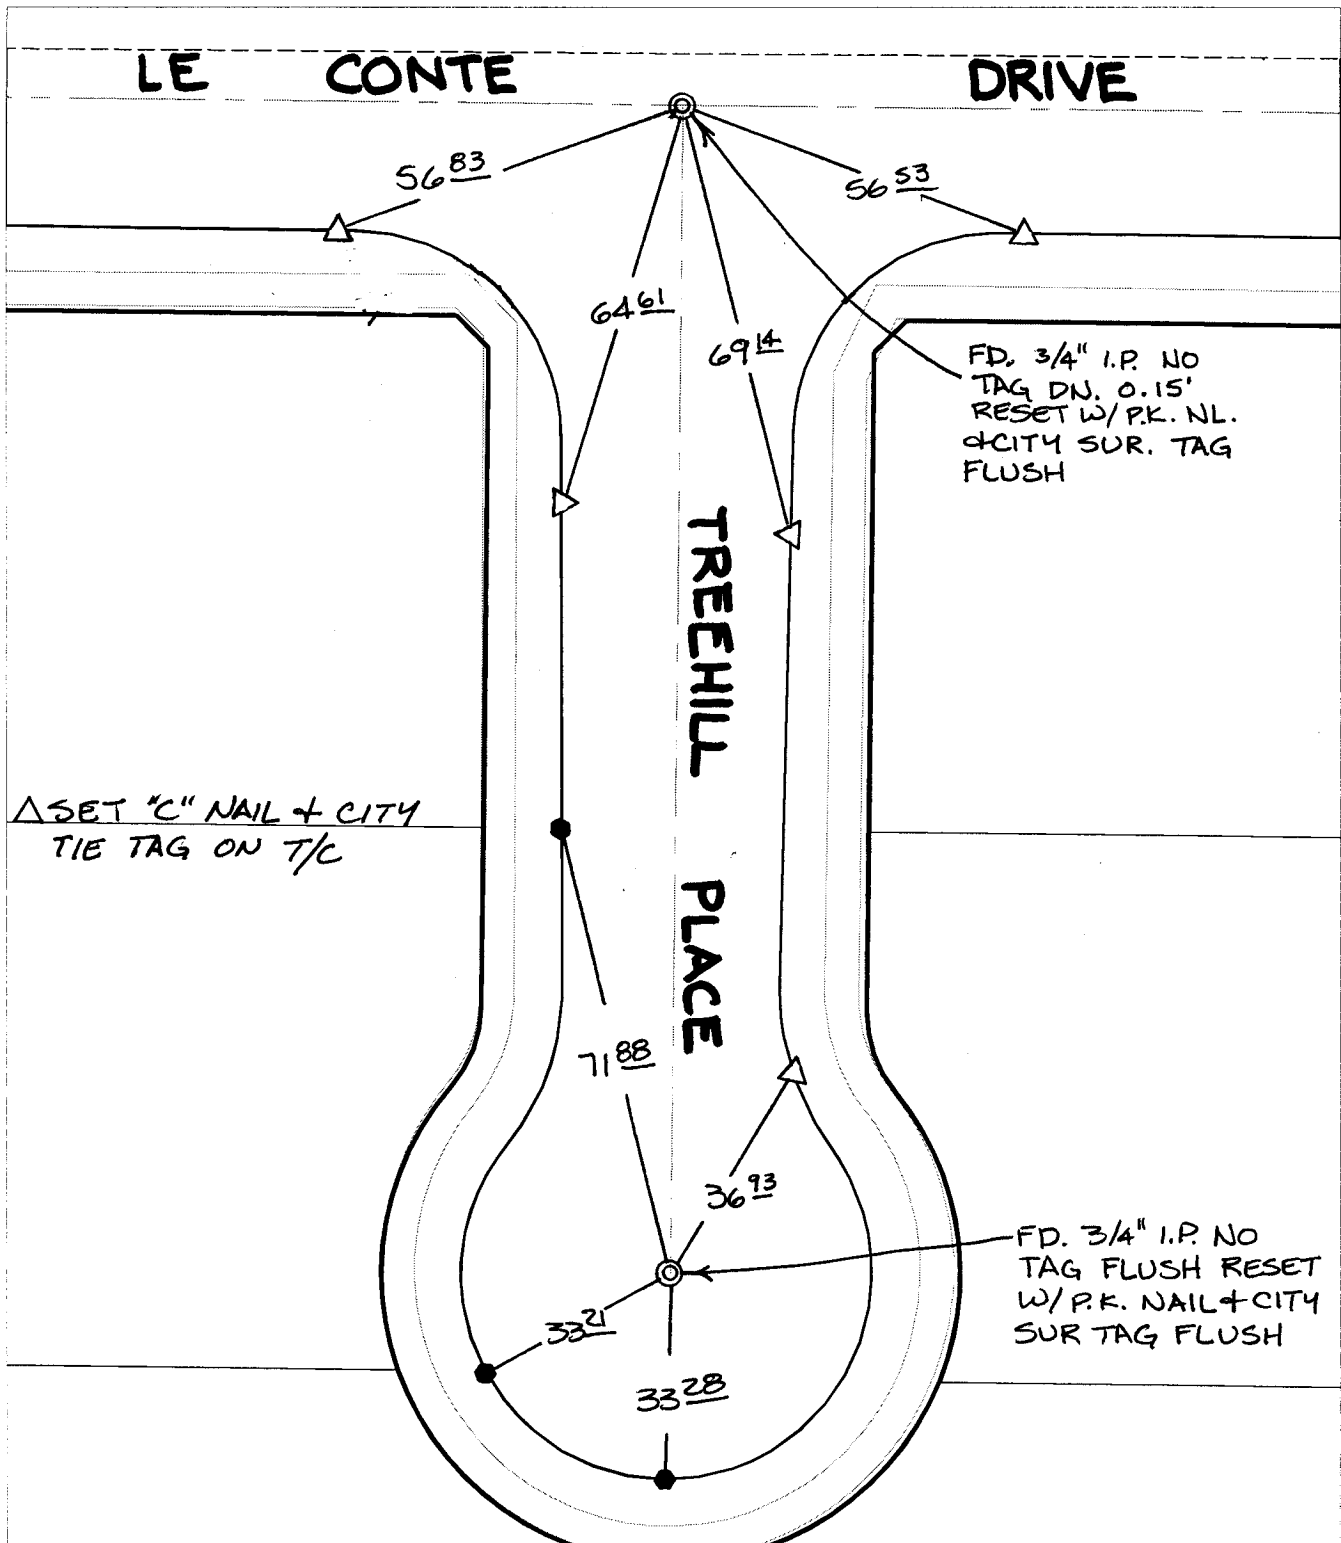 LE CONTE DRIVE
56 83
56 53
64 61
69 14
FD. 3/4" I.P. NO
TAG DN. 0.15'
RESET W/ P.K. NL.
& CITY SUR. TAG
FLUSH
TREEHILL PLACE
△ SET "C" NAIL & CITY
TIE TAG ON T/C
71 88
36 93
FD. 3/4" I.P. NO
TAG FLUSH RESET
W/ P.K. NAIL & CITY
SUR TAG FLUSH
33 21
33 28